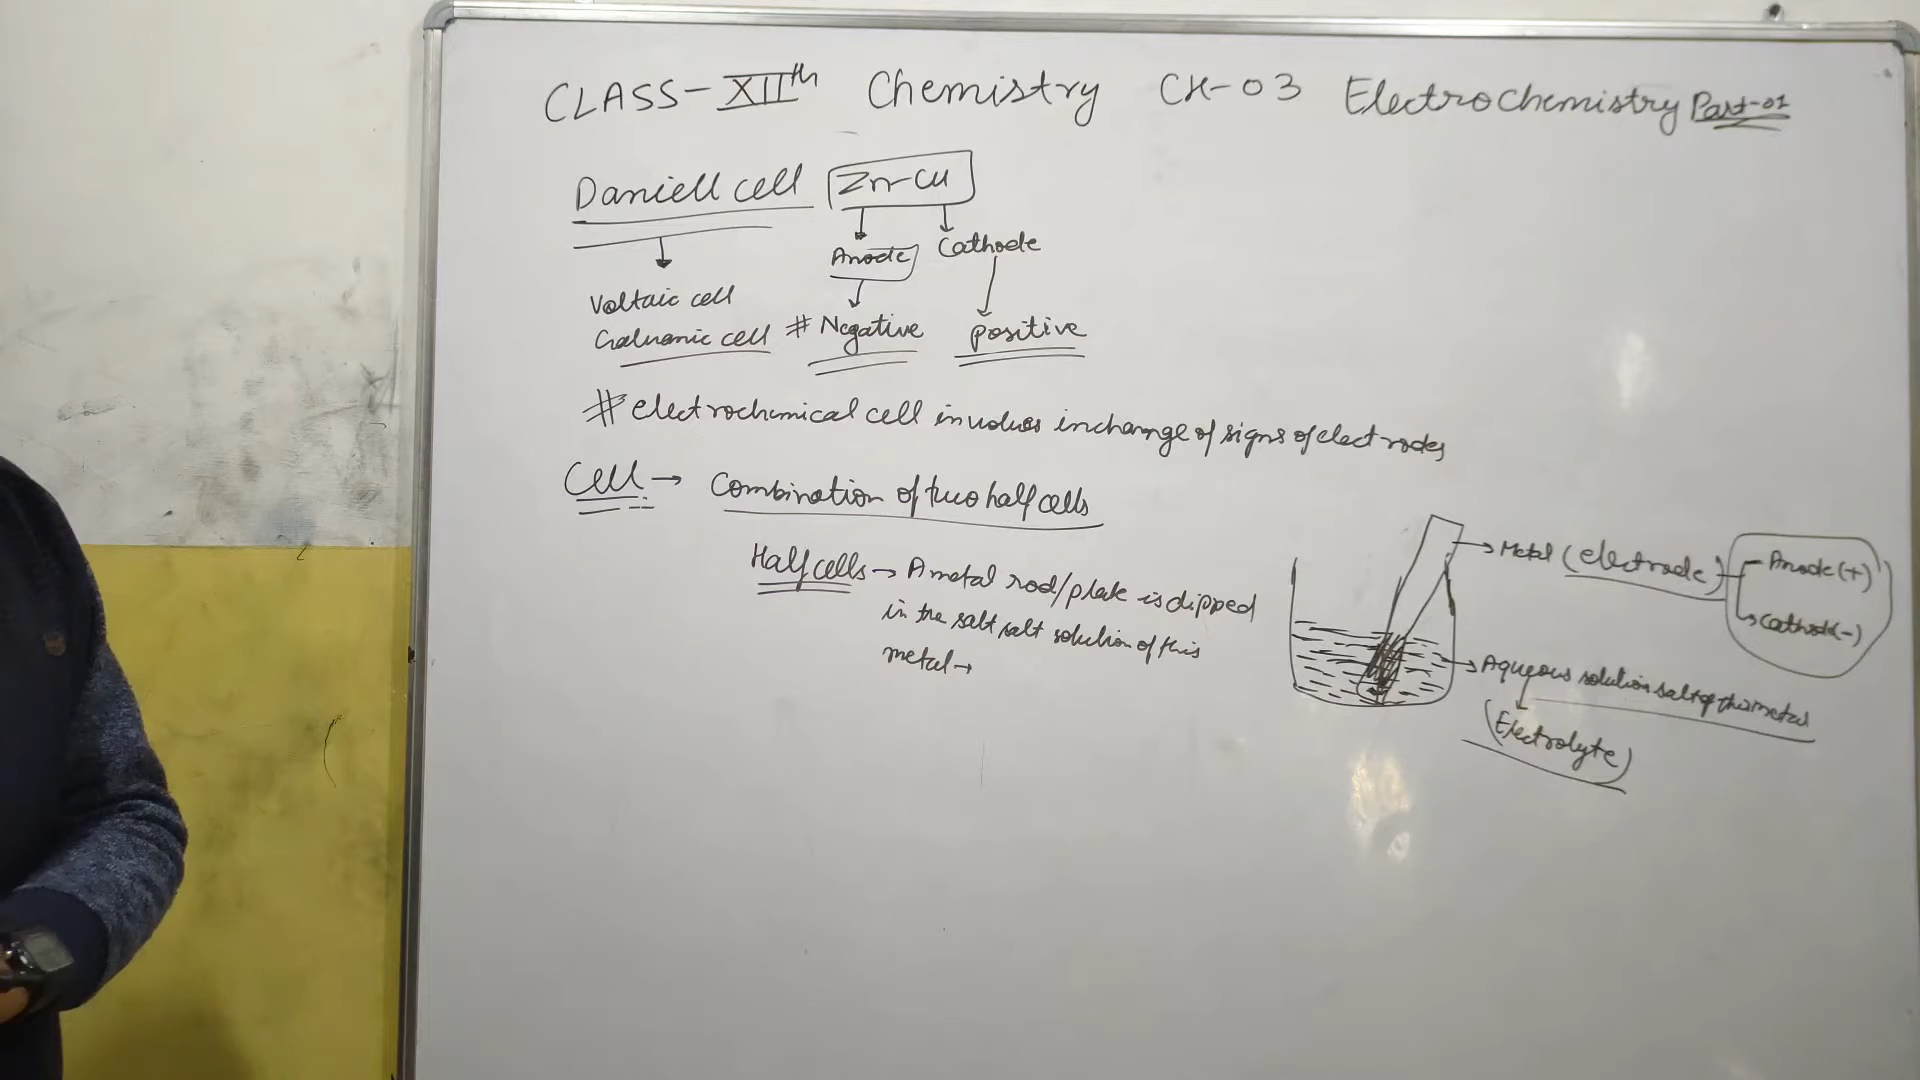 CLASS-XIIth Chemistry CH-03 Electrochemistry Part-01
Daniell cell Zn-Cu
Anode Cathode
Voltaic cell
Galvanic cell # Negative positive
# electrochemical cell involves inchange of signs of electrodes
Cell → Combination of two half cells
Half cells → A metal rod/plate is dipped
in the salt salt solution of this
metal →
→ Metal (electrode) Anode (+)
Cathode (-)
→ Aqueous solution salt of this metal
(Electrolyte)